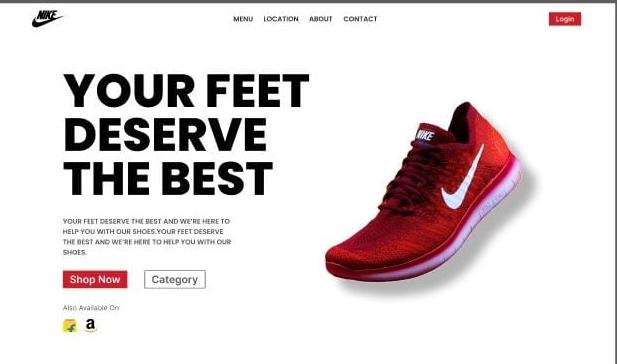 NIKE
MENU LOCATION ABOUT CONTACT
Login
YOUR FEET
DESERVE
THE BEST
NIKE
YOUR FEET DESERVE THE BEST AND WE'RE HERE TO
HELP YOU WITH OUR SHOES.YOUR FEET DESERVE
THE BEST AND WE'RE HERE TO HELP YOU WITH OUR
SHOES.
Shop Now Category
Also Available On
a